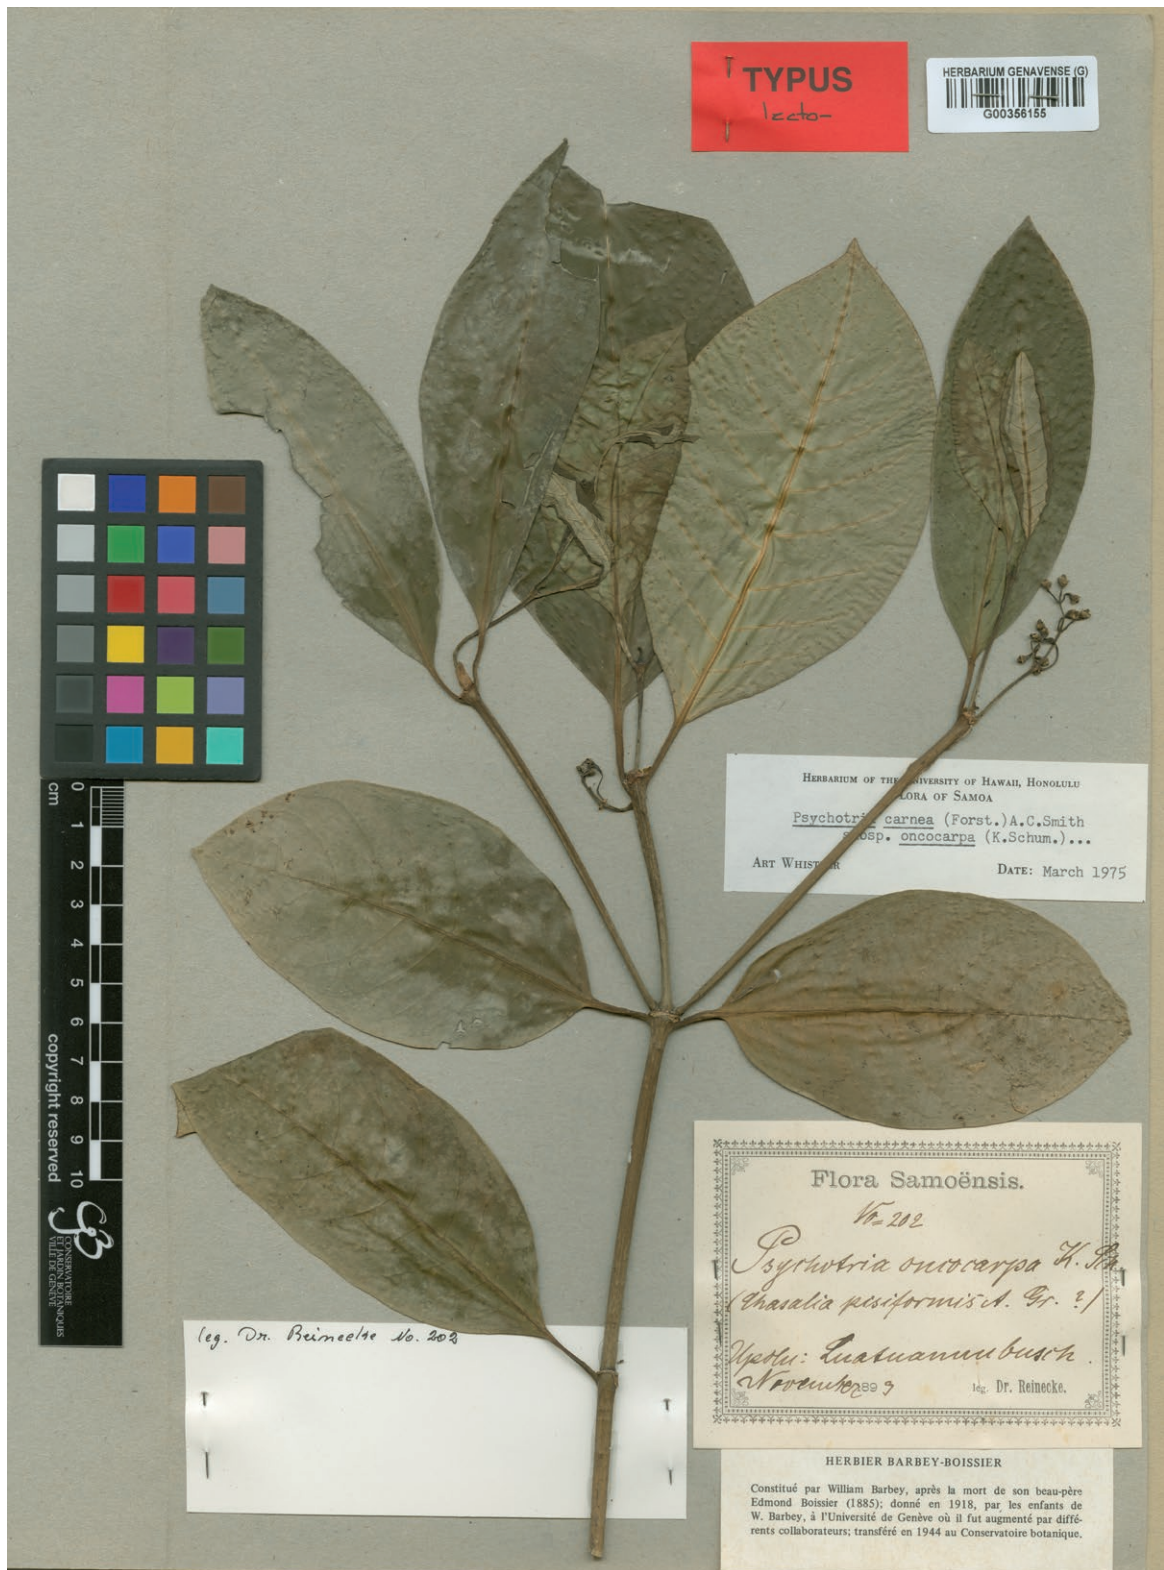 TYPUS
lecto-
HERBARIUM GENAVENSE (G)
G00356155
HERBARIUM OF THE UNIVERSITY OF HAWAII, HONOLULU
FLORA OF SAMOA
Psychotria carnea (Forst.) A.C.Smith
subsp. oncocarpa (K.Schum.)...
ART WHISTLER DATE: March 1975
cm 0 1 2 3 4 5 6 7 8 9 10
copyright reserved
CONSERVATOIRE
ET JARDIN BOTANIQUES
VILLE DE GENÈVE
Flora Samoënsis.
No = 202
Psychotria oncocarpa K. Sch.
(Chasalia pisiformis A. Gr. ?)
Upolu: Luatuanuubusch.
November 1893 leg. Dr. Reinecke.
leg. Dr. Reinecke No. 202
HERBIER BARBEY-BOISSIER
Constitué par William Barbey, après la mort de son beau-père
Edmond Boissier (1885); donné en 1918, par les enfants de
W. Barbey, à l'Université de Genève où il fut augmenté par diffé-
rents collaborateurs; transféré en 1944 au Conservatoire botanique.